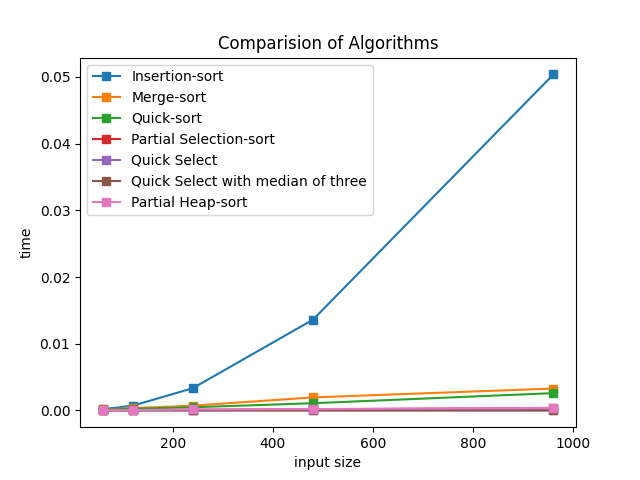 Comparision of Algorithms
Insertion-sort
Merge-sort
Quick-sort
Partial Selection-sort
Quick Select
Quick Select with median of three
Partial Heap-sort
time
0.05
0.04
0.03
0.02
0.01
0.00
200
400
600
800
1000
input size